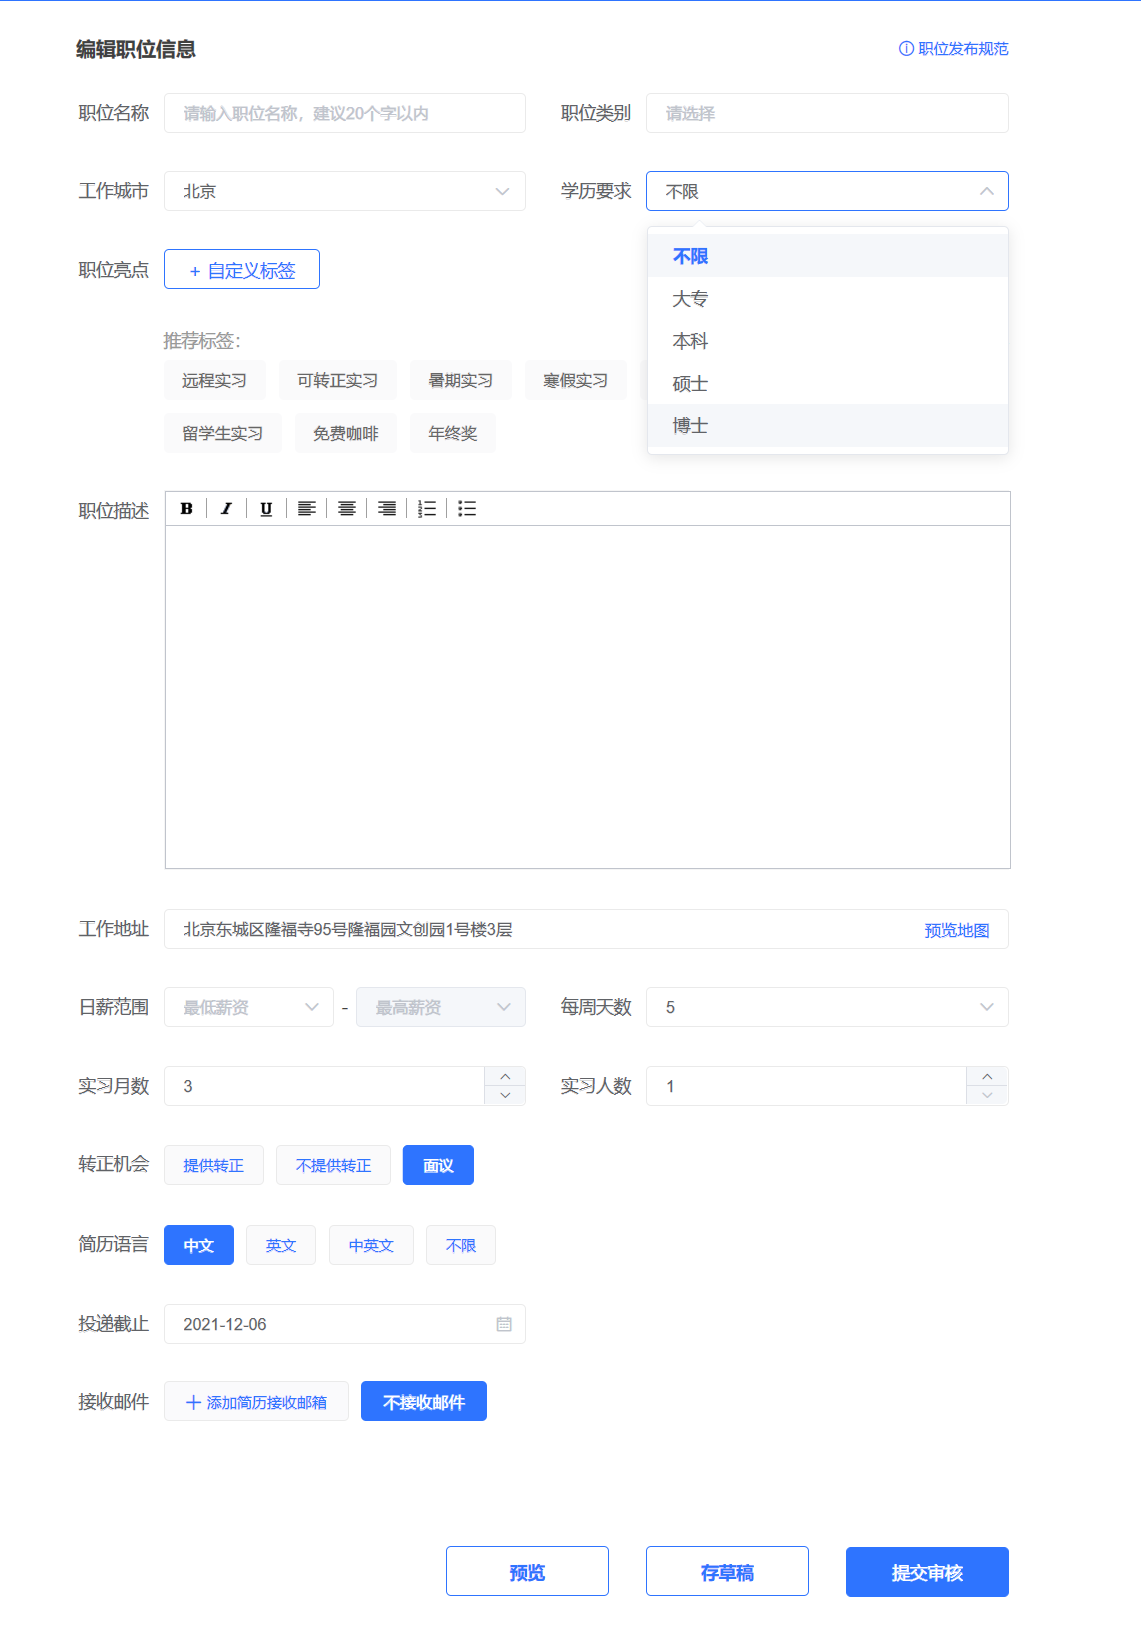 编辑职位信息
职位发布规范
职位名称 请输入职位名称，建议20个字以内 职位类别 请选择
工作城市 北京 学历要求 不限
职位亮点 + 自定义标签
不限
大专
本科
硕士
博士
推荐标签：
远程实习 可转正实习 暑期实习 寒假实习
留学生实习 免费咖啡 年终奖
职位描述 B I U
工作地址 北京东城区隆福寺95号隆福园文创园1号楼3层 预览地图
日薪范围 最低薪资 - 最高薪资 每周天数 5
实习月数 3 实习人数 1
转正机会 提供转正 不提供转正 面议
简历语言 中文 英文 中英文 不限
投递截止 2021-12-06
接收邮件 + 添加简历接收邮箱 不接收邮件
预览 存草稿 提交审核